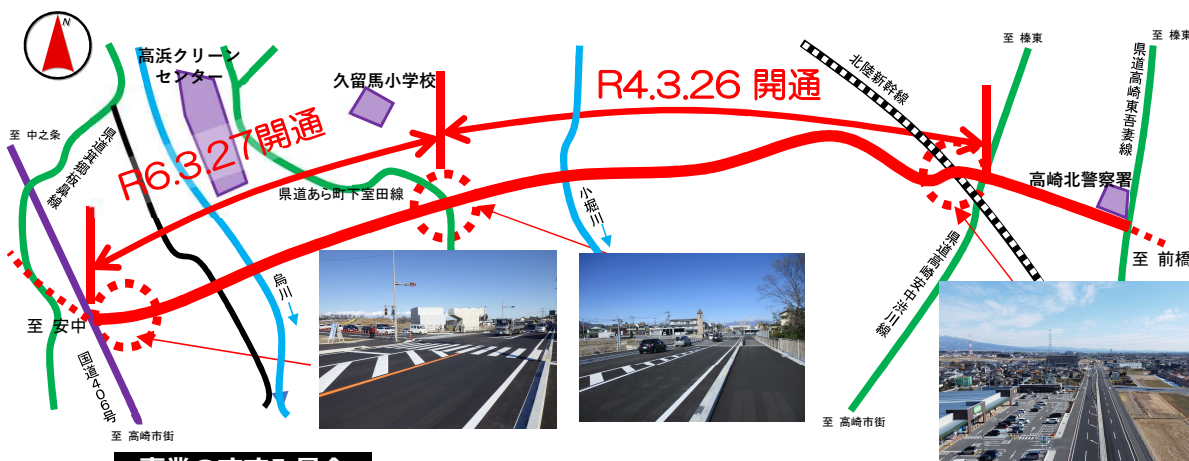 N
高浜クリーン
センター
久留馬小学校
R4.3.26 開通
北陸新幹線
至 榛東
至 榛東
県道高崎東吾妻線
至 中之条
県道箕郷板鼻線
R6.3.27開通
県道あら町下室田線
小堀川
高崎北警察署
至 前橋
県道高崎安中渋川線
烏川
至 安中
国道406号
至 高崎市街
至 高崎市街